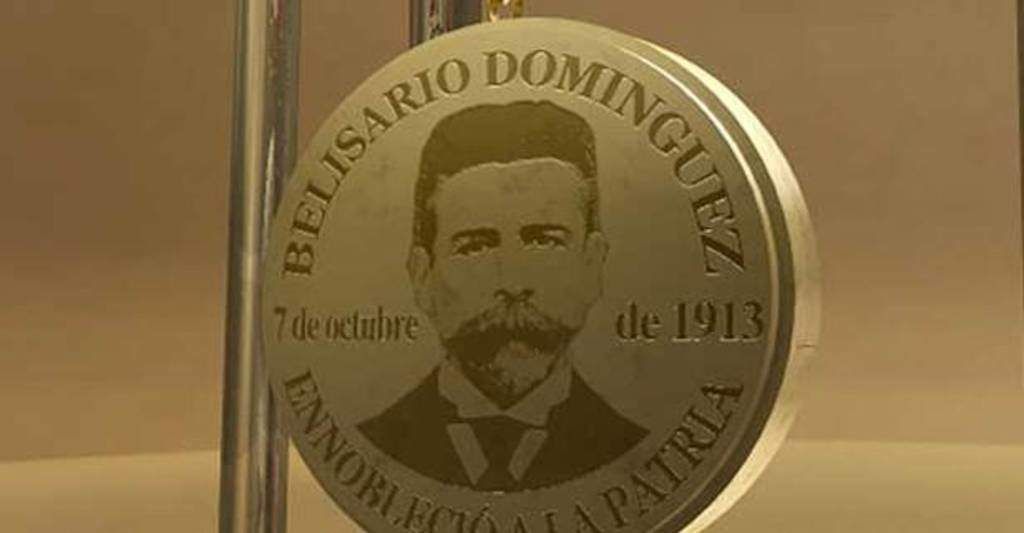 BELISARIO DOMINGUEZ
7 de octubre de 1913
ENNOBLECIÓ A LA PATRIA